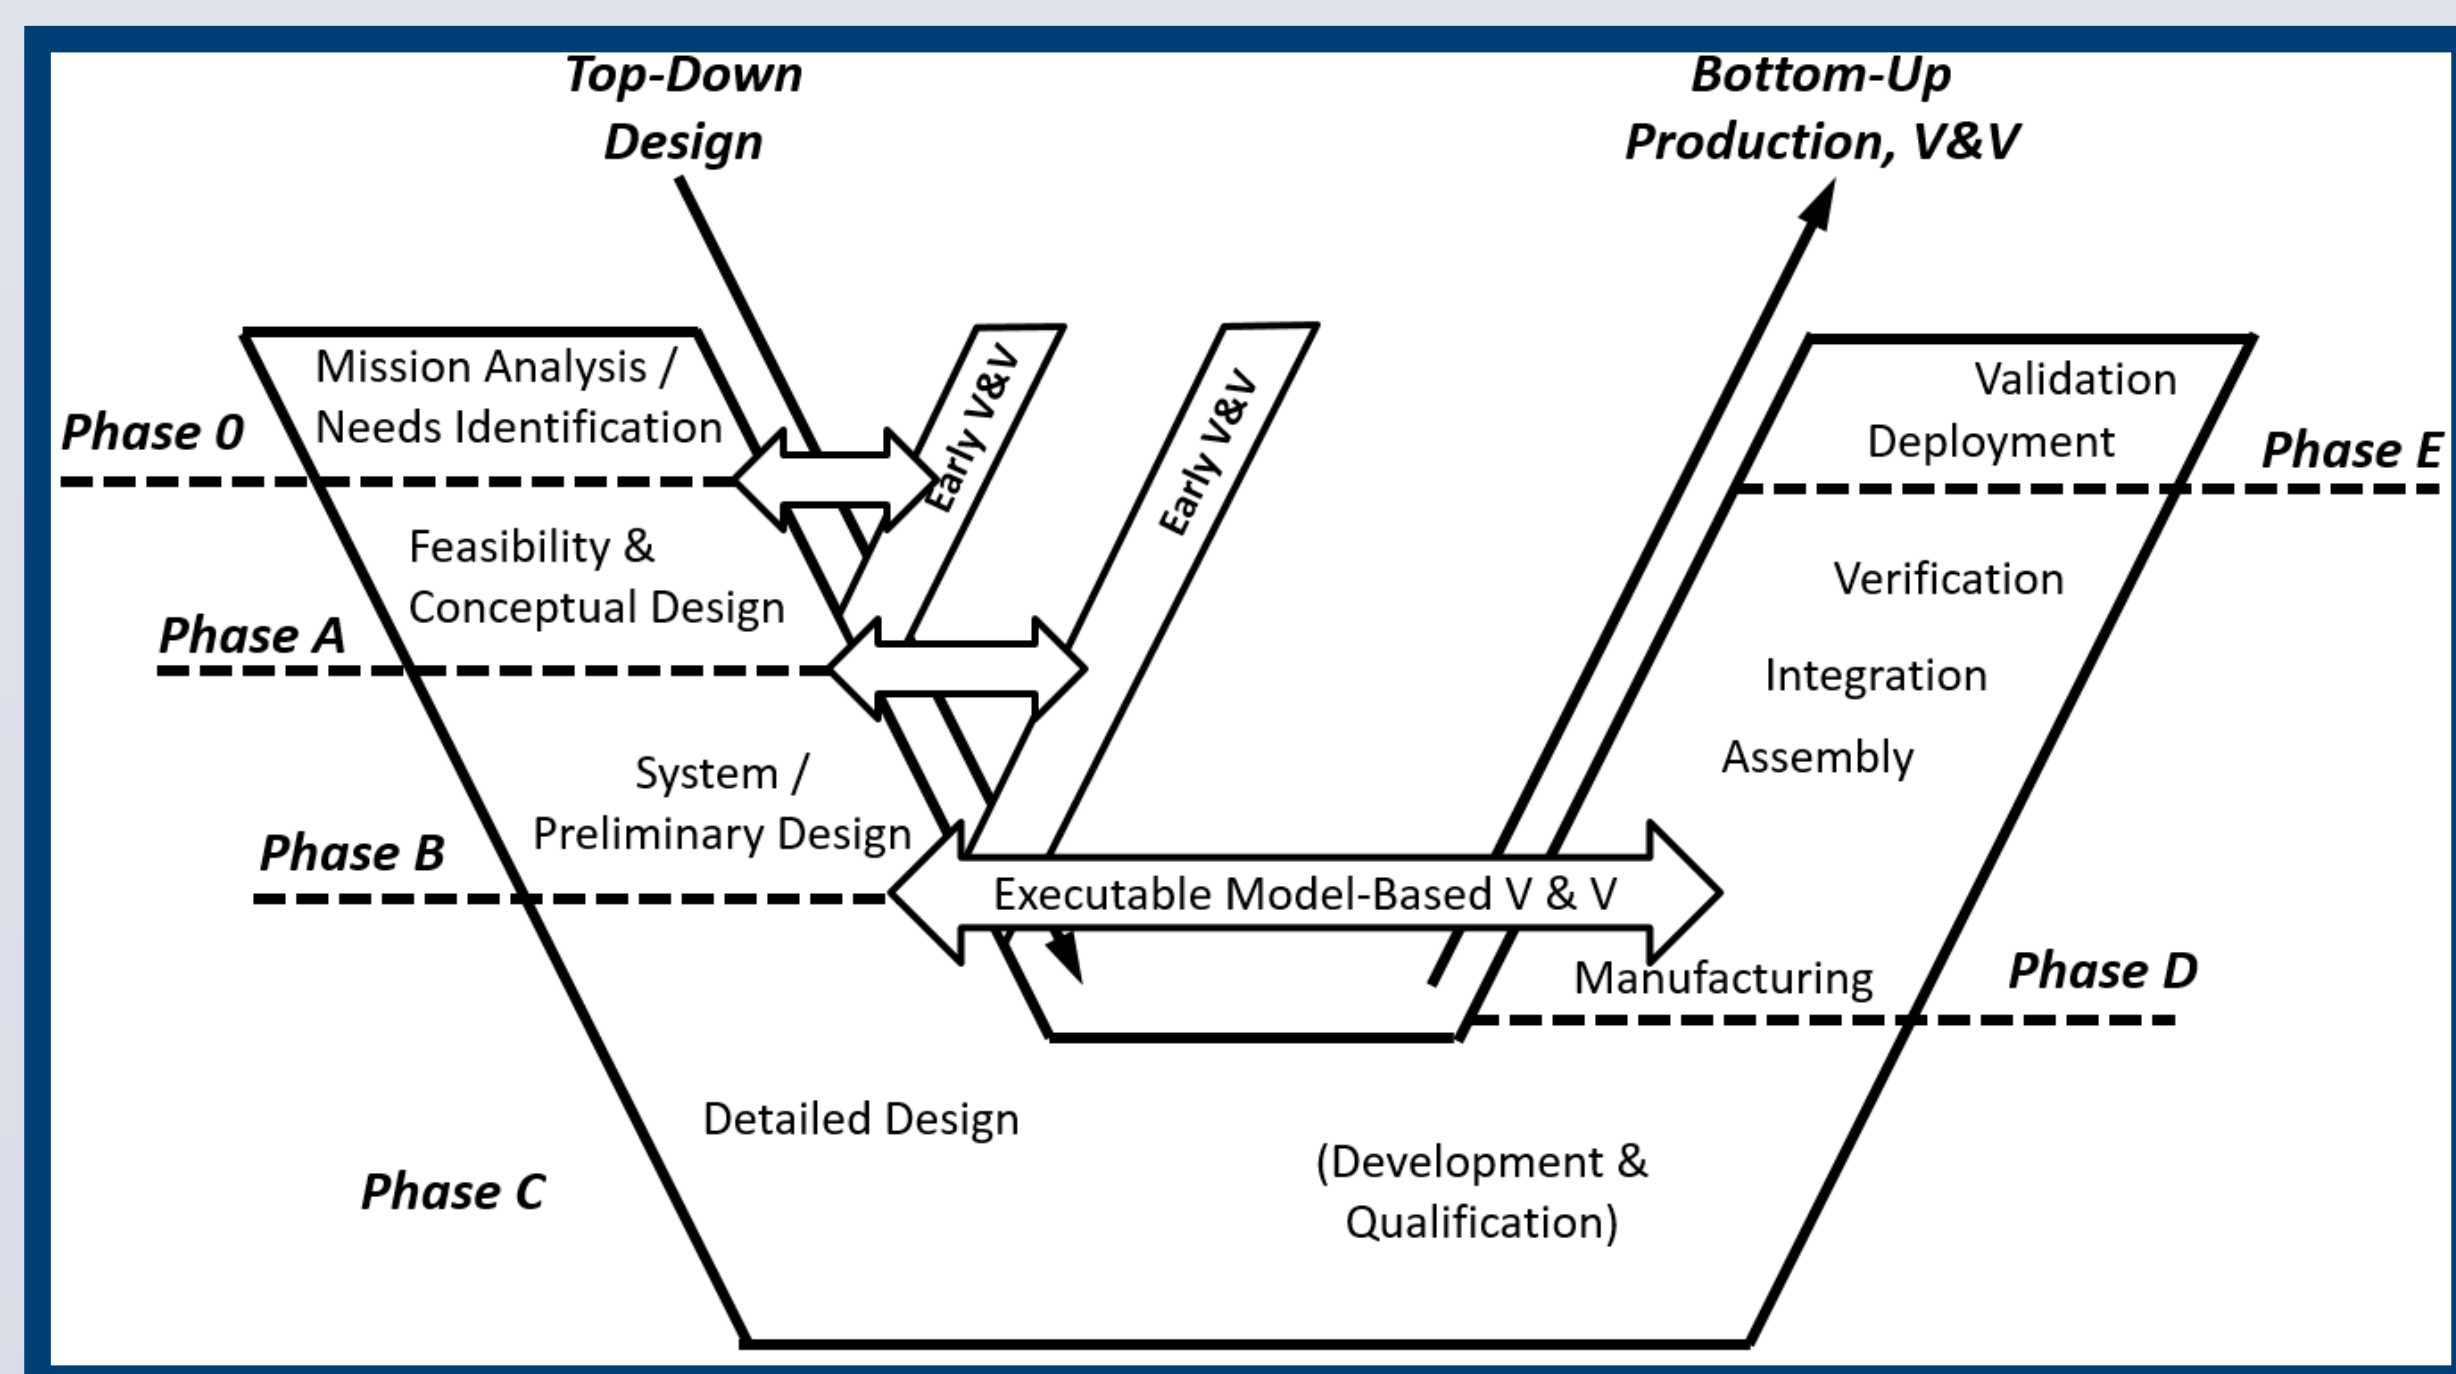 Top-Down
Design
Bottom-Up
Production, V&V
Mission Analysis /
Needs Identification
Phase 0
Early V&V
Early V&V
Validation
Deployment
Phase E
Feasibility &
Conceptual Design
Phase A
Verification
Integration
Assembly
System /
Preliminary Design
Phase B
Executable Model-Based V & V
Manufacturing
Phase D
Detailed Design
(Development &
Qualification)
Phase C